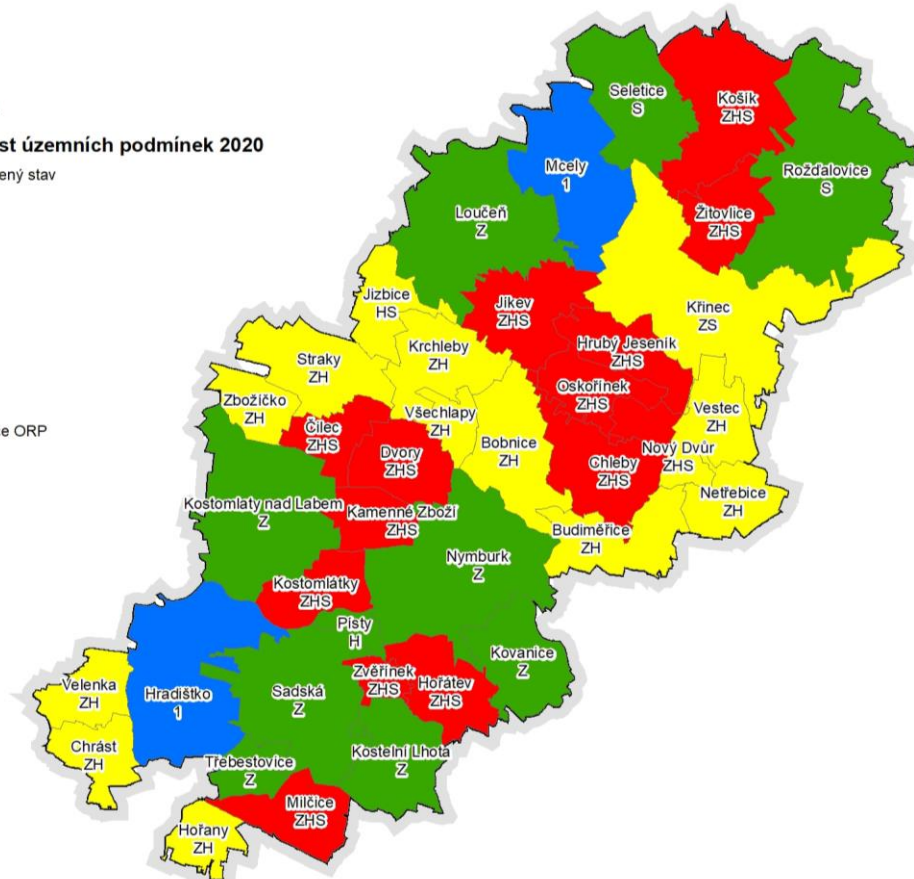 st územních podmínek 2020
ený stav
e ORP
Seletice
S
Košík
ZHS
Mcely
1
Rožďalovice
S
Loučeň
Z
Žitovlice
ZHS
Jizbice
HS
Jíkev
ZHS
Křinec
ZS
Krchleby
ZH
Hrubý Jeseník
ZHS
Straky
ZH
Oskořínek
ZHS
Zbožíčko
ZH
Všechlapy
ZH
Vestec
ZH
Čilec
ZHS
Bobnice
ZH
Dvory
ZHS
Nový Dvůr
ZHS
Chleby
ZHS
Netřebice
ZH
Kostomlaty nad Labem
Z
Kamenné Zboží
ZHS
Budiměřice
ZH
Nymburk
Z
Kostomlátky
ZHS
Písty
H
Kovanice
Z
Zvěřínek
ZHS
Hořátev
ZHS
Velenka
ZH
Hradištko
1
Sadská
Z
Chrást
ZH
Kostelní Lhota
Z
Třebestovice
Z
Milčice
ZHS
Hořany
ZH